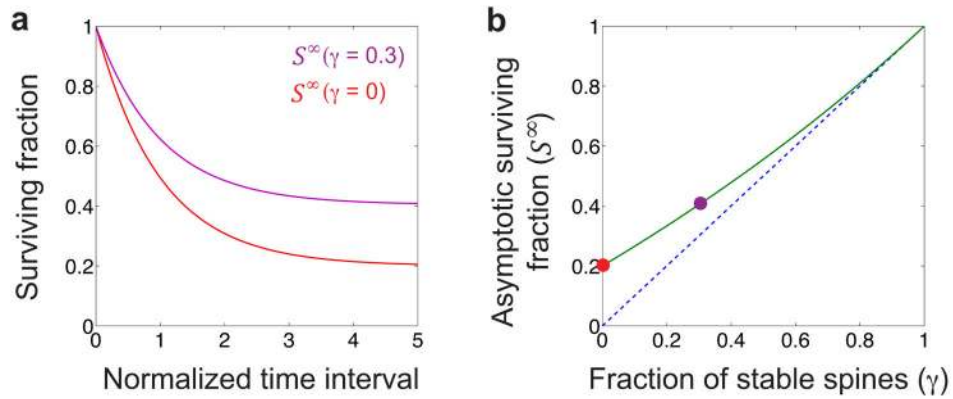 a
Surviving fraction
1
0.8
0.6
0.4
0.2
0
0 1 2 3 4 5
Normalized time interval
S^∞(γ = 0.3)
S^∞(γ = 0)
b
Asymptotic surviving
fraction (S^∞)
1
0.8
0.6
0.4
0.2
0
0 0.2 0.4 0.6 0.8 1
Fraction of stable spines (γ)